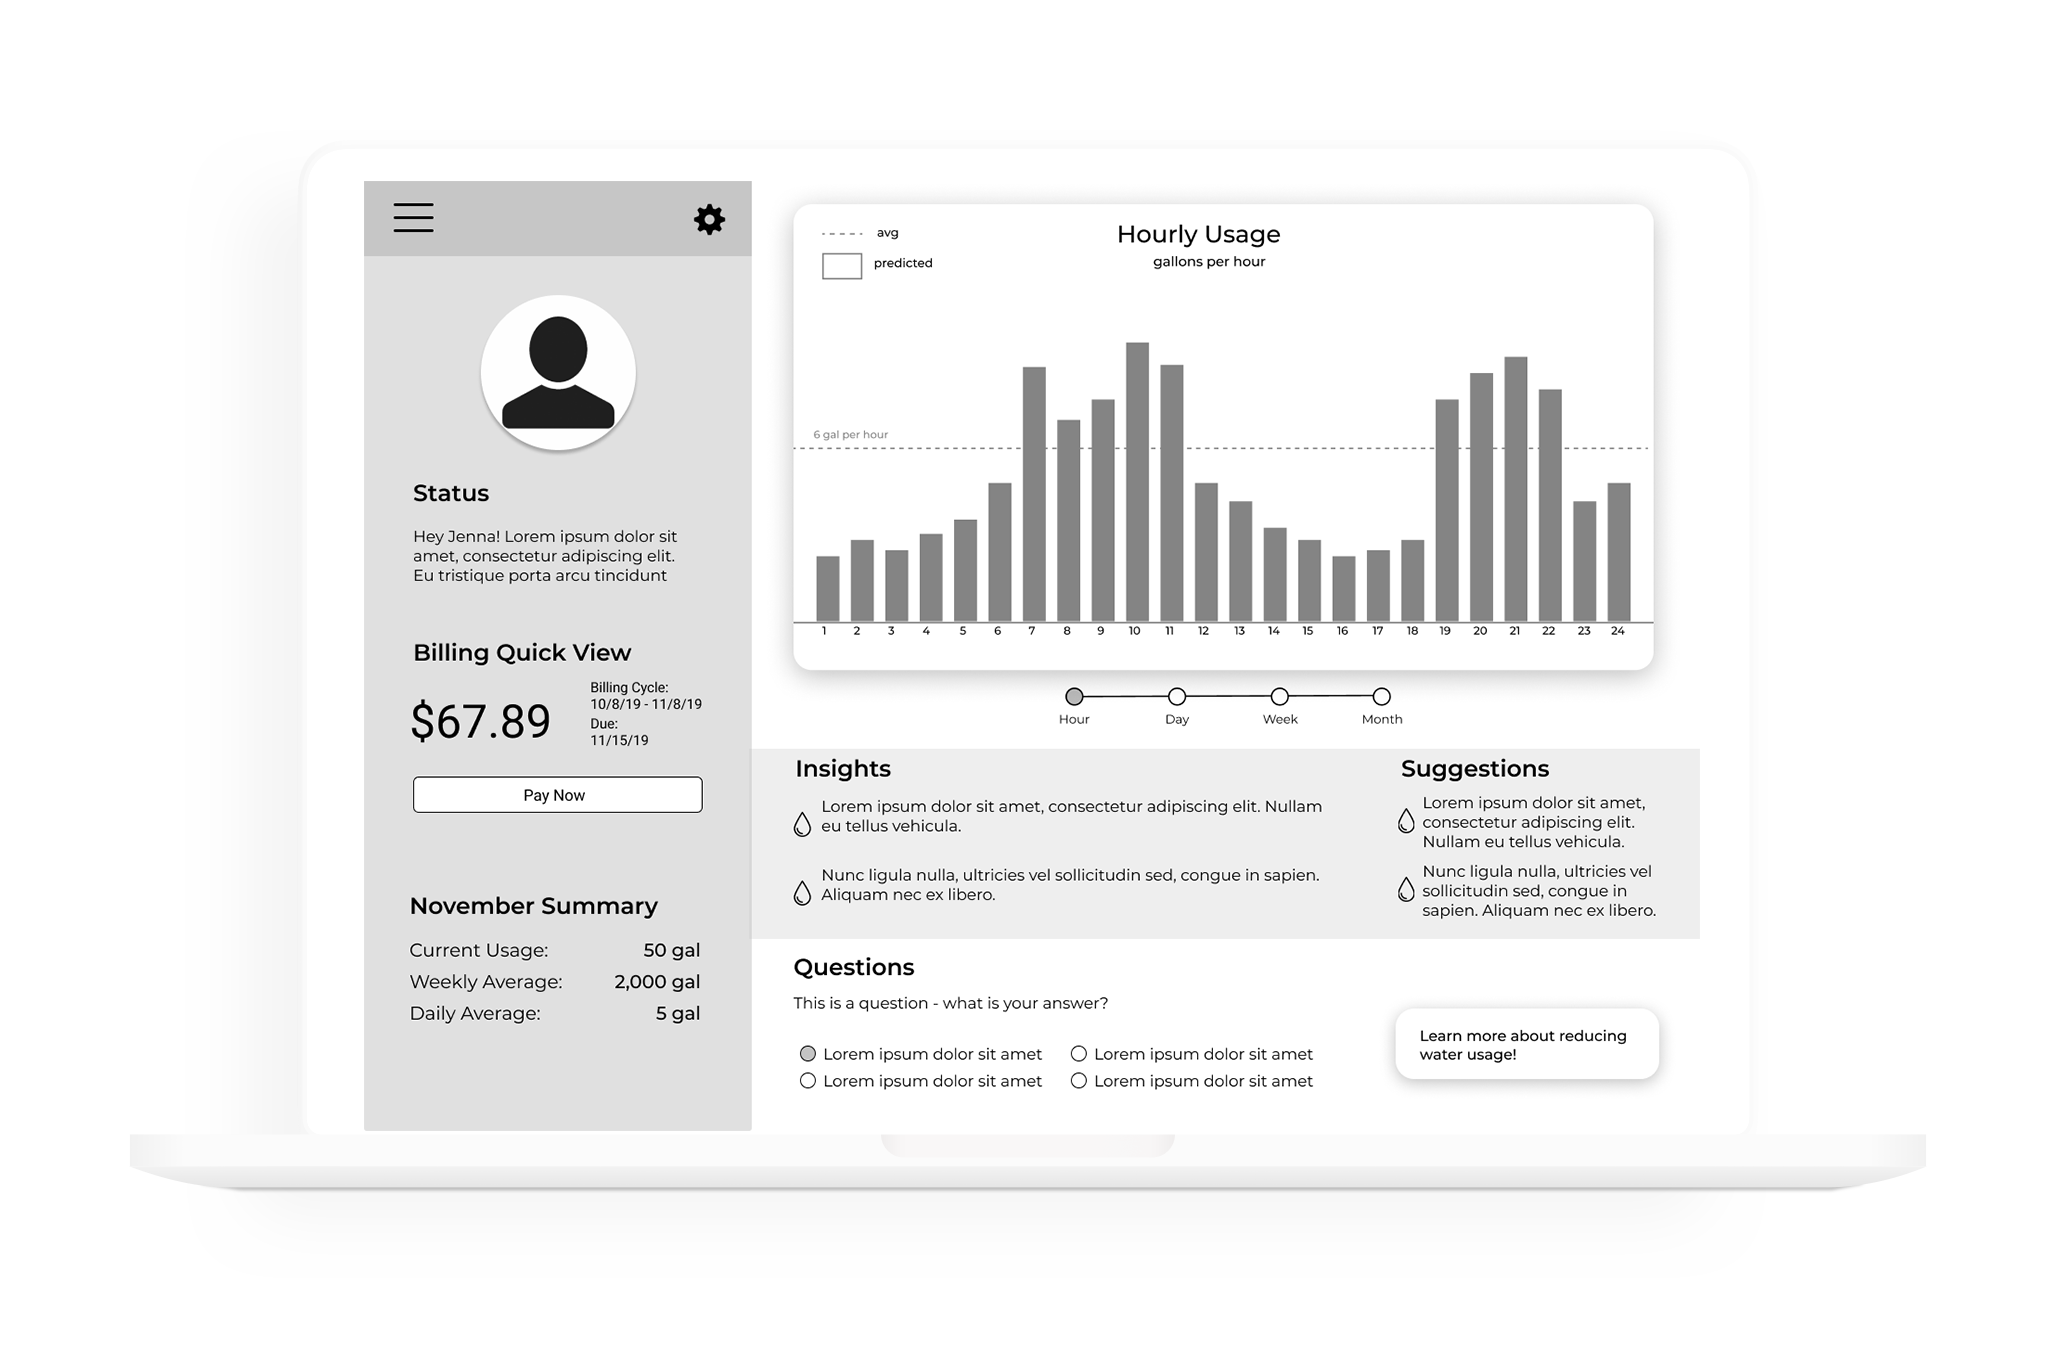 Status
Hey Jenna! Lorem ipsum dolor sit
amet, consectetur adipiscing elit.
Eu tristique porta arcu tincidunt
Billing Quick View
$67.89
Billing Cycle:
10/8/19 - 11/8/19
Due:
11/15/19
Pay Now
November Summary
Current Usage: 50 gal
Weekly Average: 2,000 gal
Daily Average: 5 gal
avg
predicted
Hourly Usage
gallons per hour
6 gal per hour
1 2 3 4 5 6 7 8 9 10 11 12 13 14 15 16 17 18 19 20 21 22 23 24
Hour Day Week Month
Insights
Lorem ipsum dolor sit amet, consectetur adipiscing elit. Nullam
eu tellus vehicula.
Nunc ligula nulla, ultricies vel sollicitudin sed, congue in sapien.
Aliquam nec ex libero.
Suggestions
Lorem ipsum dolor sit amet,
consectetur adipiscing elit.
Nullam eu tellus vehicula.
Nunc ligula nulla, ultricies vel
sollicitudin sed, congue in
sapien. Aliquam nec ex libero.
Questions
This is a question - what is your answer?
Lorem ipsum dolor sit amet Lorem ipsum dolor sit amet
Lorem ipsum dolor sit amet Lorem ipsum dolor sit amet
Learn more about reducing
water usage!